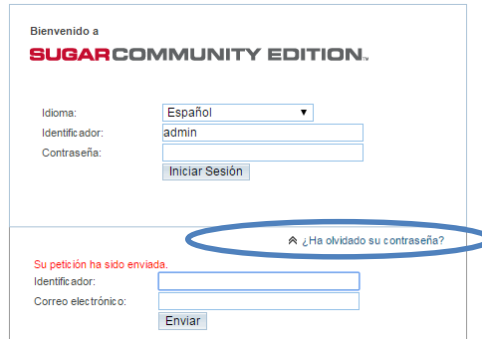 Bienvenido a
SUGARCOMMUNITY EDITION™
Idioma: Español
Identificador: admin
Contraseña:
Iniciar Sesión
¿Ha olvidado su contraseña?
Su petición ha sido enviada.
Identificador:
Correo electrónico:
Enviar